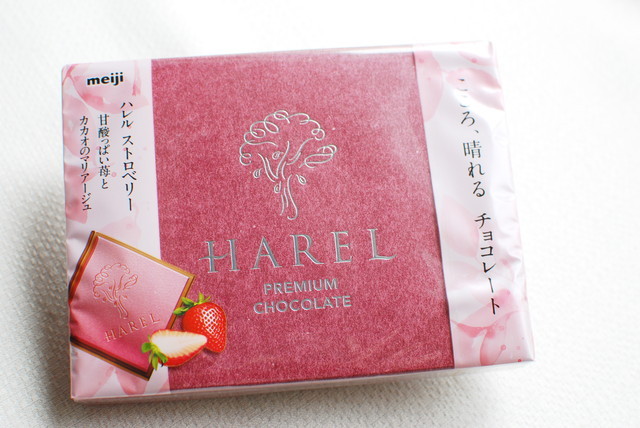 meiji
ハレル ストロベリー
甘酸っぱい苺と
カカオのマリアージュ
HAREL
PREMIUM
CHOCOLATE
こころ、晴れる チョコレート
HAREL